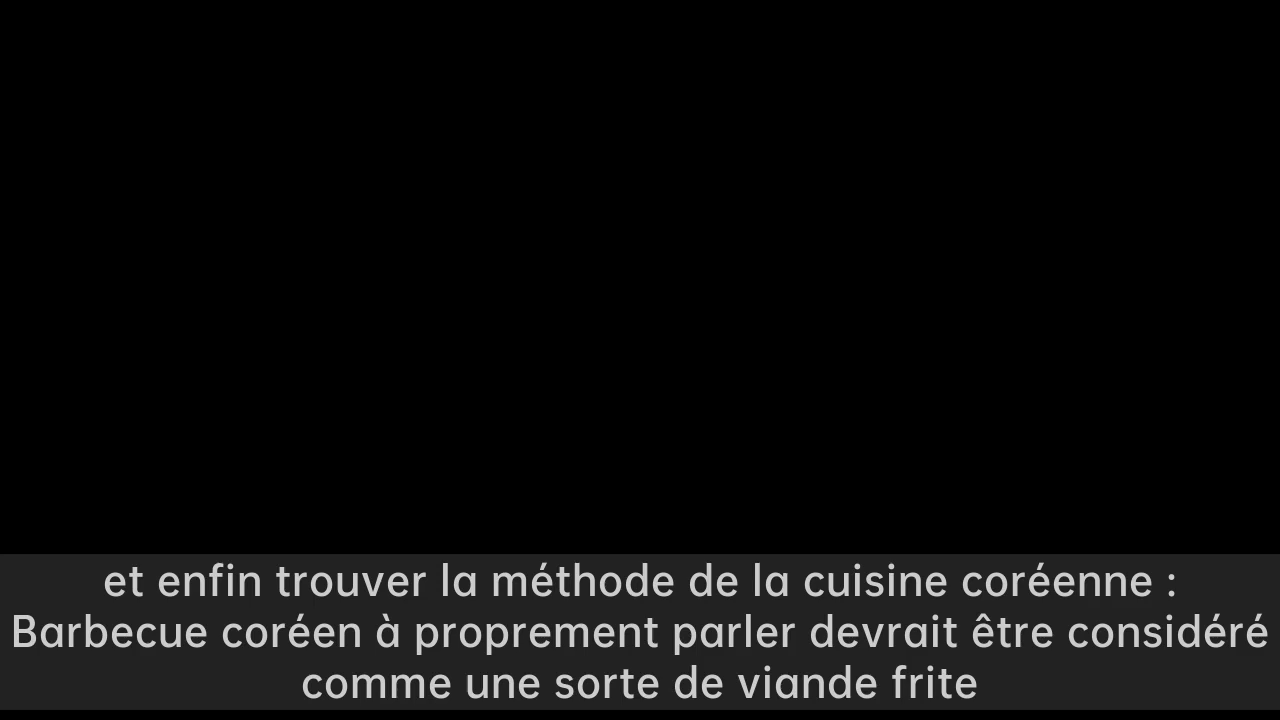 et enfin trouver la méthode de la cuisine coréenne :
Barbecue coréen à proprement parler devrait être considéré
comme une sorte de viande frite